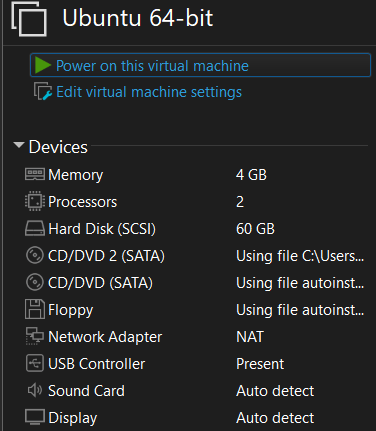 Ubuntu 64-bit
Power on this virtual machine
Edit virtual machine settings
Devices
Memory 4 GB
Processors 2
Hard Disk (SCSI) 60 GB
CD/DVD 2 (SATA) Using file C:\Users...
CD/DVD (SATA) Using file autoinst...
Floppy Using file autoinst...
Network Adapter NAT
USB Controller Present
Sound Card Auto detect
Display Auto detect